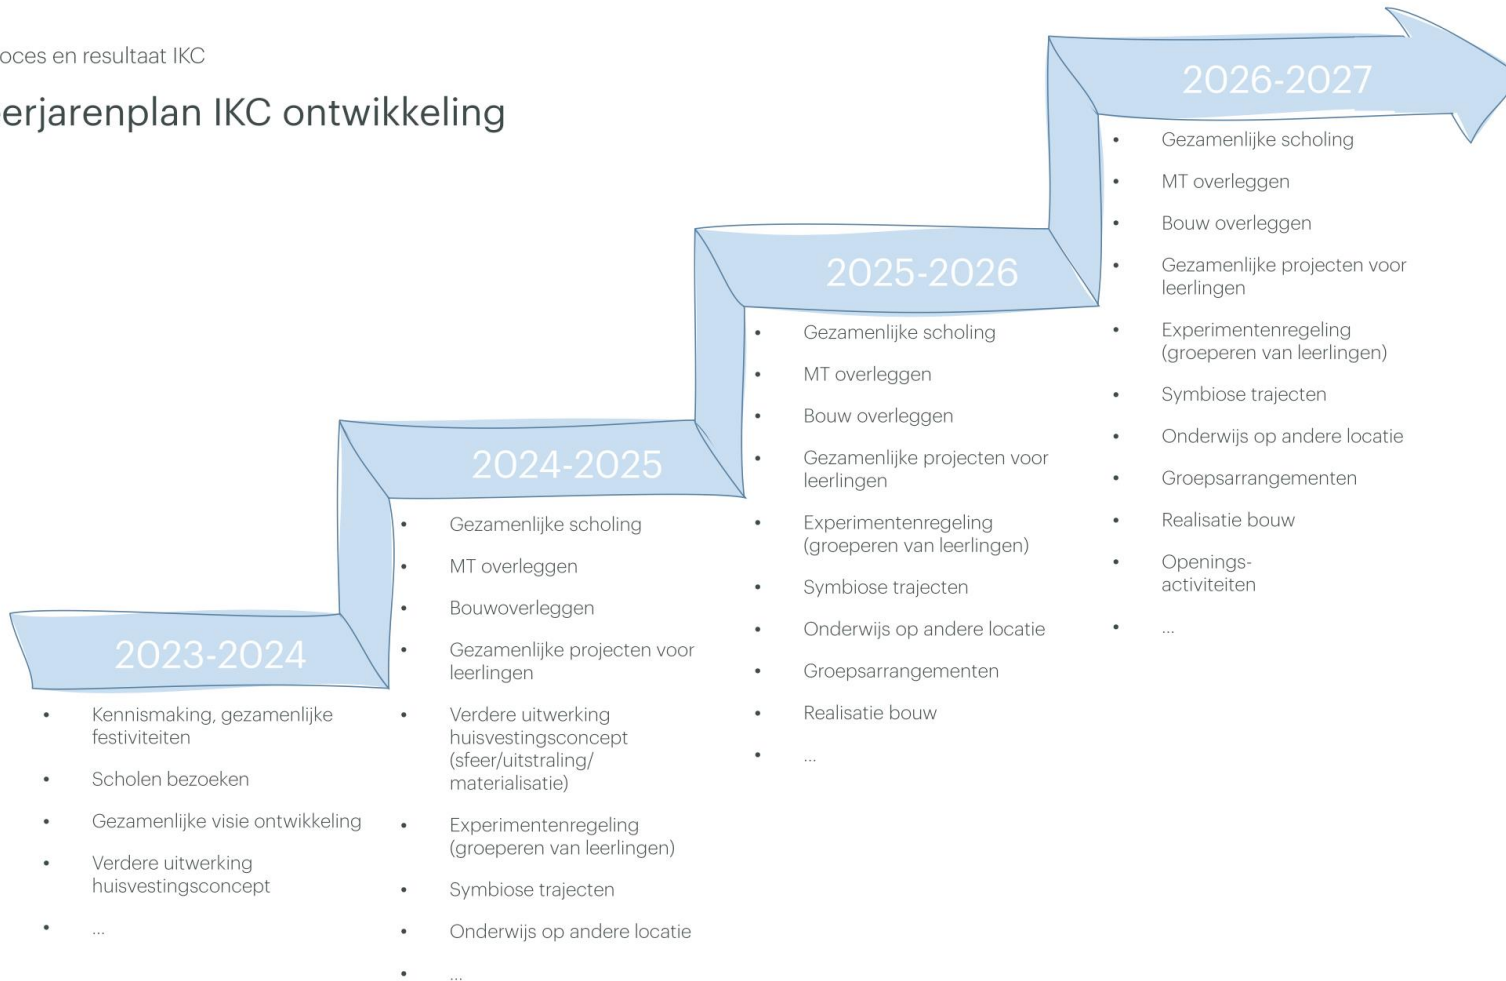 oces en resultaat IKC
erjarenplan IKC ontwikkeling
2023-2024
• Kennismaking, gezamenlijke
festiviteiten
• Scholen bezoeken
• Gezamenlijke visie ontwikkeling
• Verdere uitwerking
huisvestingsconcept
• ...
2024-2025
• Gezamenlijke scholing
• MT overleggen
• Bouwoverleggen
• Gezamenlijke projecten voor
leerlingen
• Verdere uitwerking
huisvestingsconcept
(sfeer/uitstraling/
materialisatie)
• Experimentenregeling
(groeperen van leerlingen)
• Symbiose trajecten
• Onderwijs op andere locatie
• ...
2025-2026
• Gezamenlijke scholing
• MT overleggen
• Bouw overleggen
• Gezamenlijke projecten voor
leerlingen
• Experimentenregeling
(groeperen van leerlingen)
• Symbiose trajecten
• Onderwijs op andere locatie
• Groepsarrangementen
• Realisatie bouw
• ...
2026-2027
• Gezamenlijke scholing
• MT overleggen
• Bouw overleggen
• Gezamenlijke projecten voor
leerlingen
• Experimentenregeling
(groeperen van leerlingen)
• Symbiose trajecten
• Onderwijs op andere locatie
• Groepsarrangementen
• Realisatie bouw
• Openings-
activiteiten
• ...